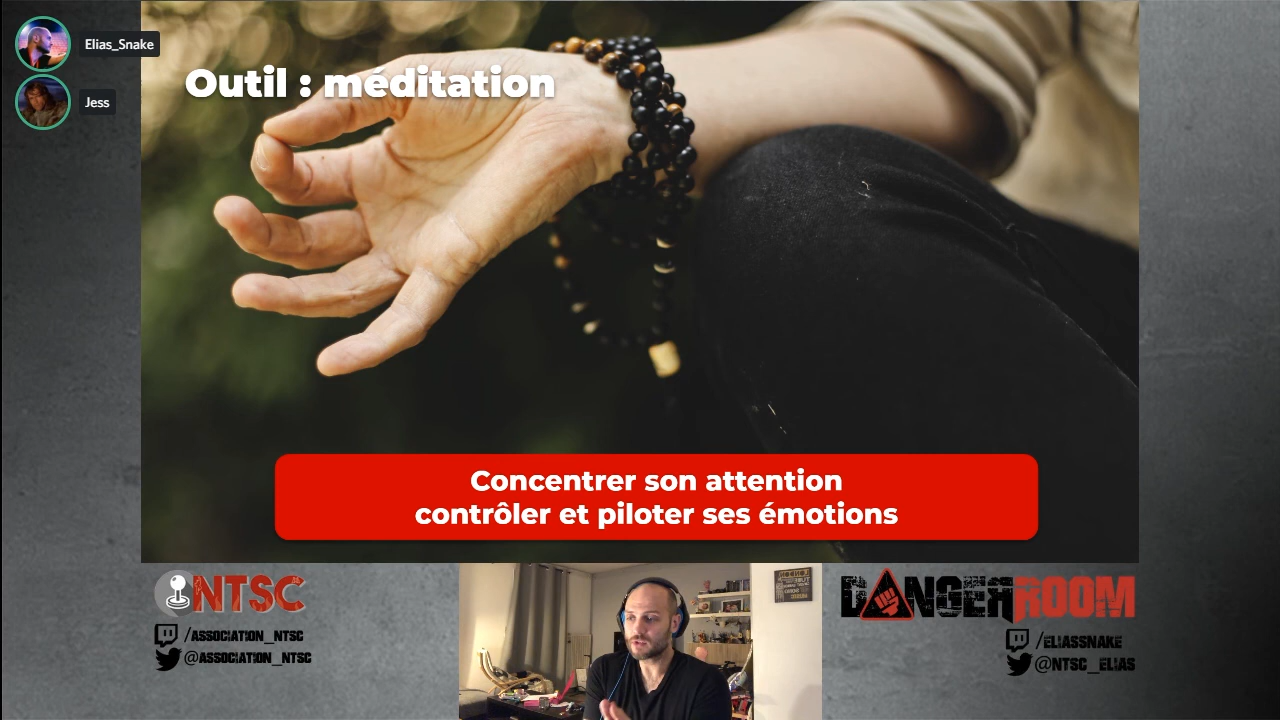 Elias_Snake
Jess
Outil : méditation
Concentrer son attention
contrôler et piloter ses émotions
NTSC
/ASSOCIATION_NTSC
@ASSOCIATION_NTSC
DANGERROOM
/ELIASSNAKE
@NTSC_ELIAS